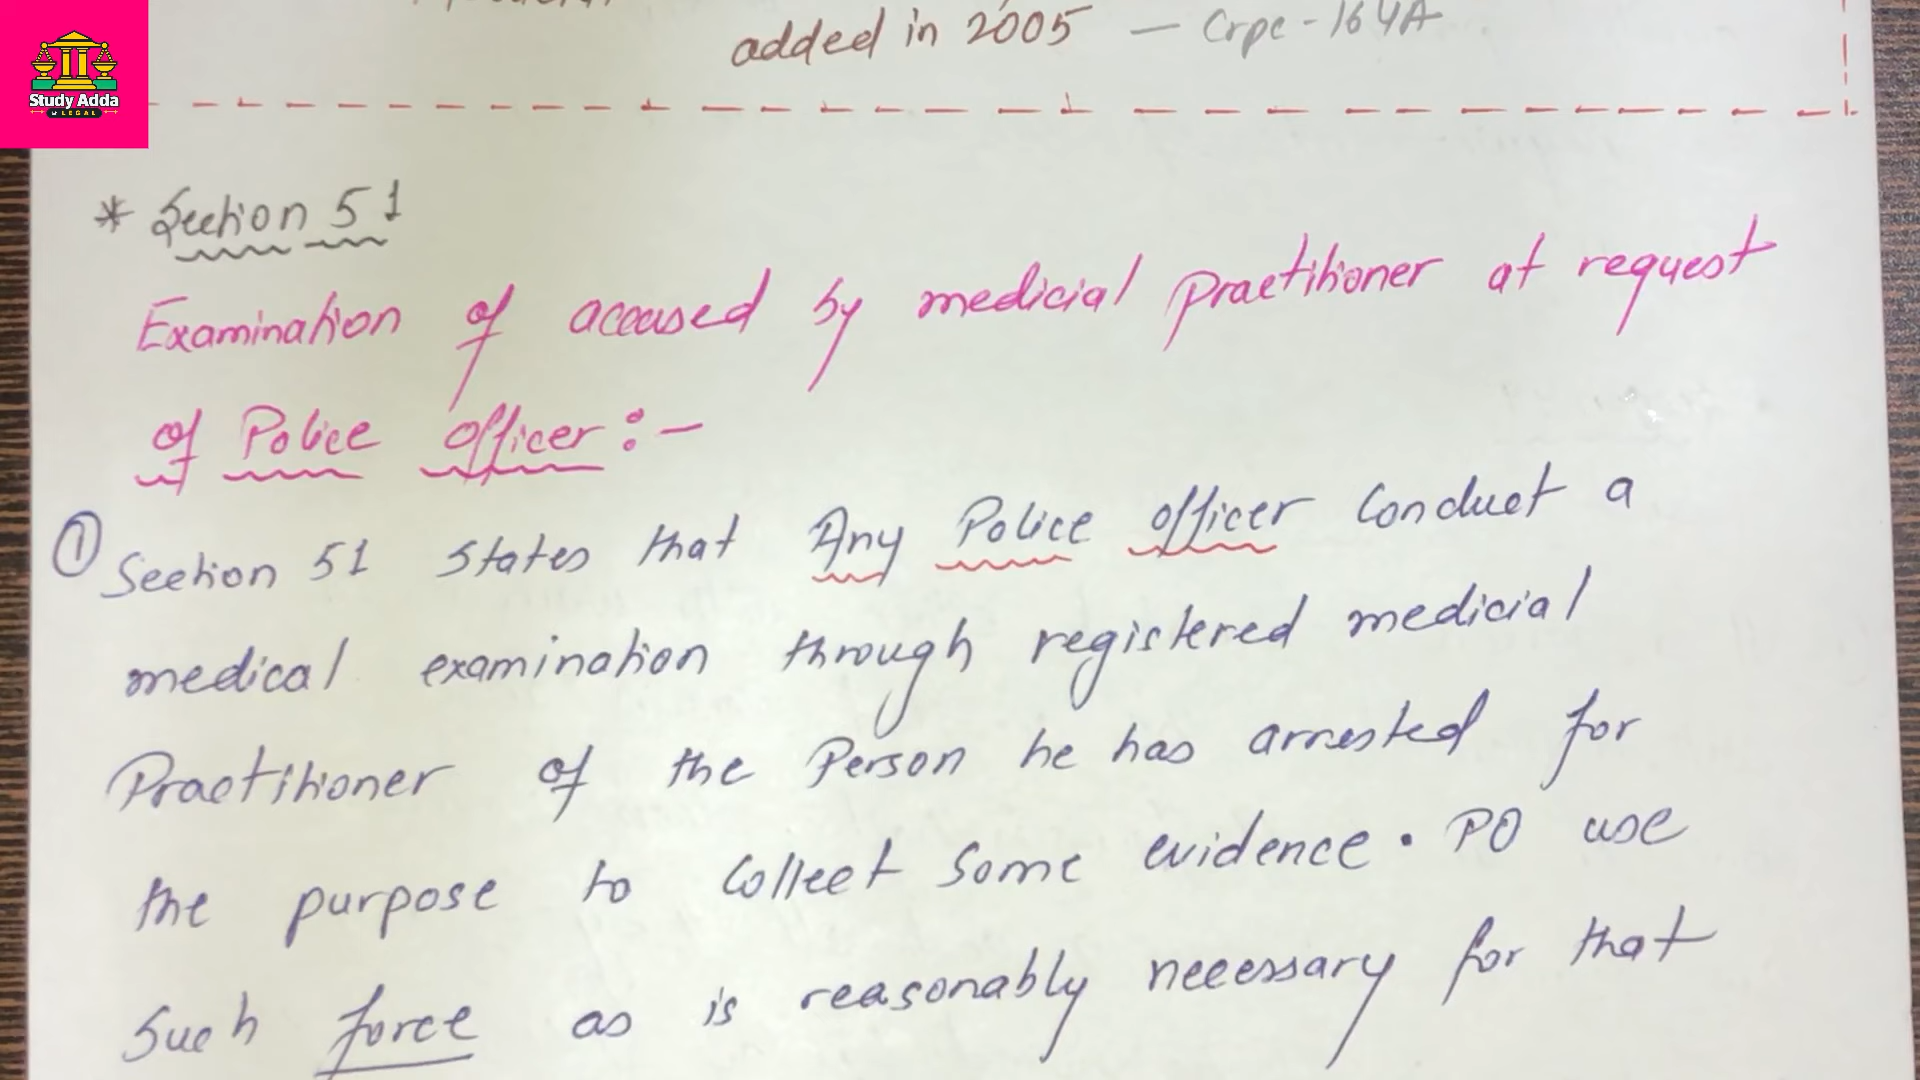 added in 2005 — Crpc - 164A
Study Adda
LEGAL
* Section 51
Examination of accused by medicial Practitioner at request
of Police officer :-
① Section 51 states that Any Police officer Conduct a
medical examination through registered medicial
Practitioner of the Person he has arrested for
the purpose to Collect Some evidence. PO use
Such force as is reasonably necessary for that